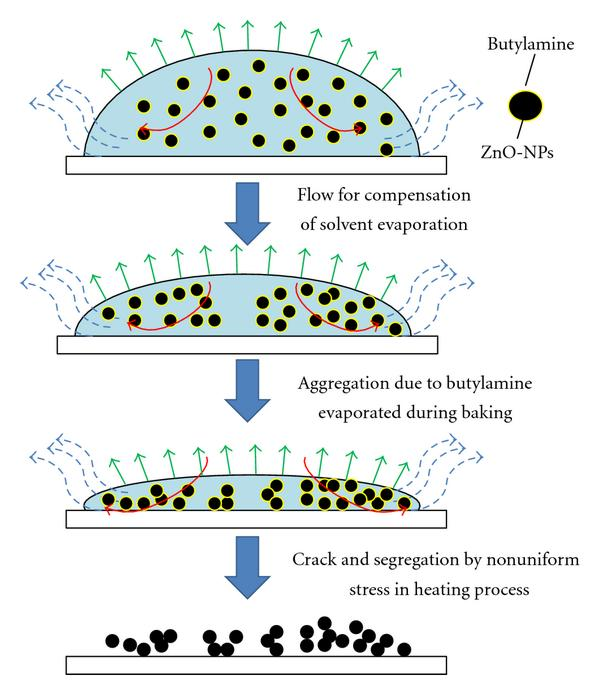 Butylamine
ZnO-NPs
Flow for compensation
of solvent evaporation
Aggregation due to butylamine
evaporated during baking
Crack and segregation by nonuniform
stress in heating process